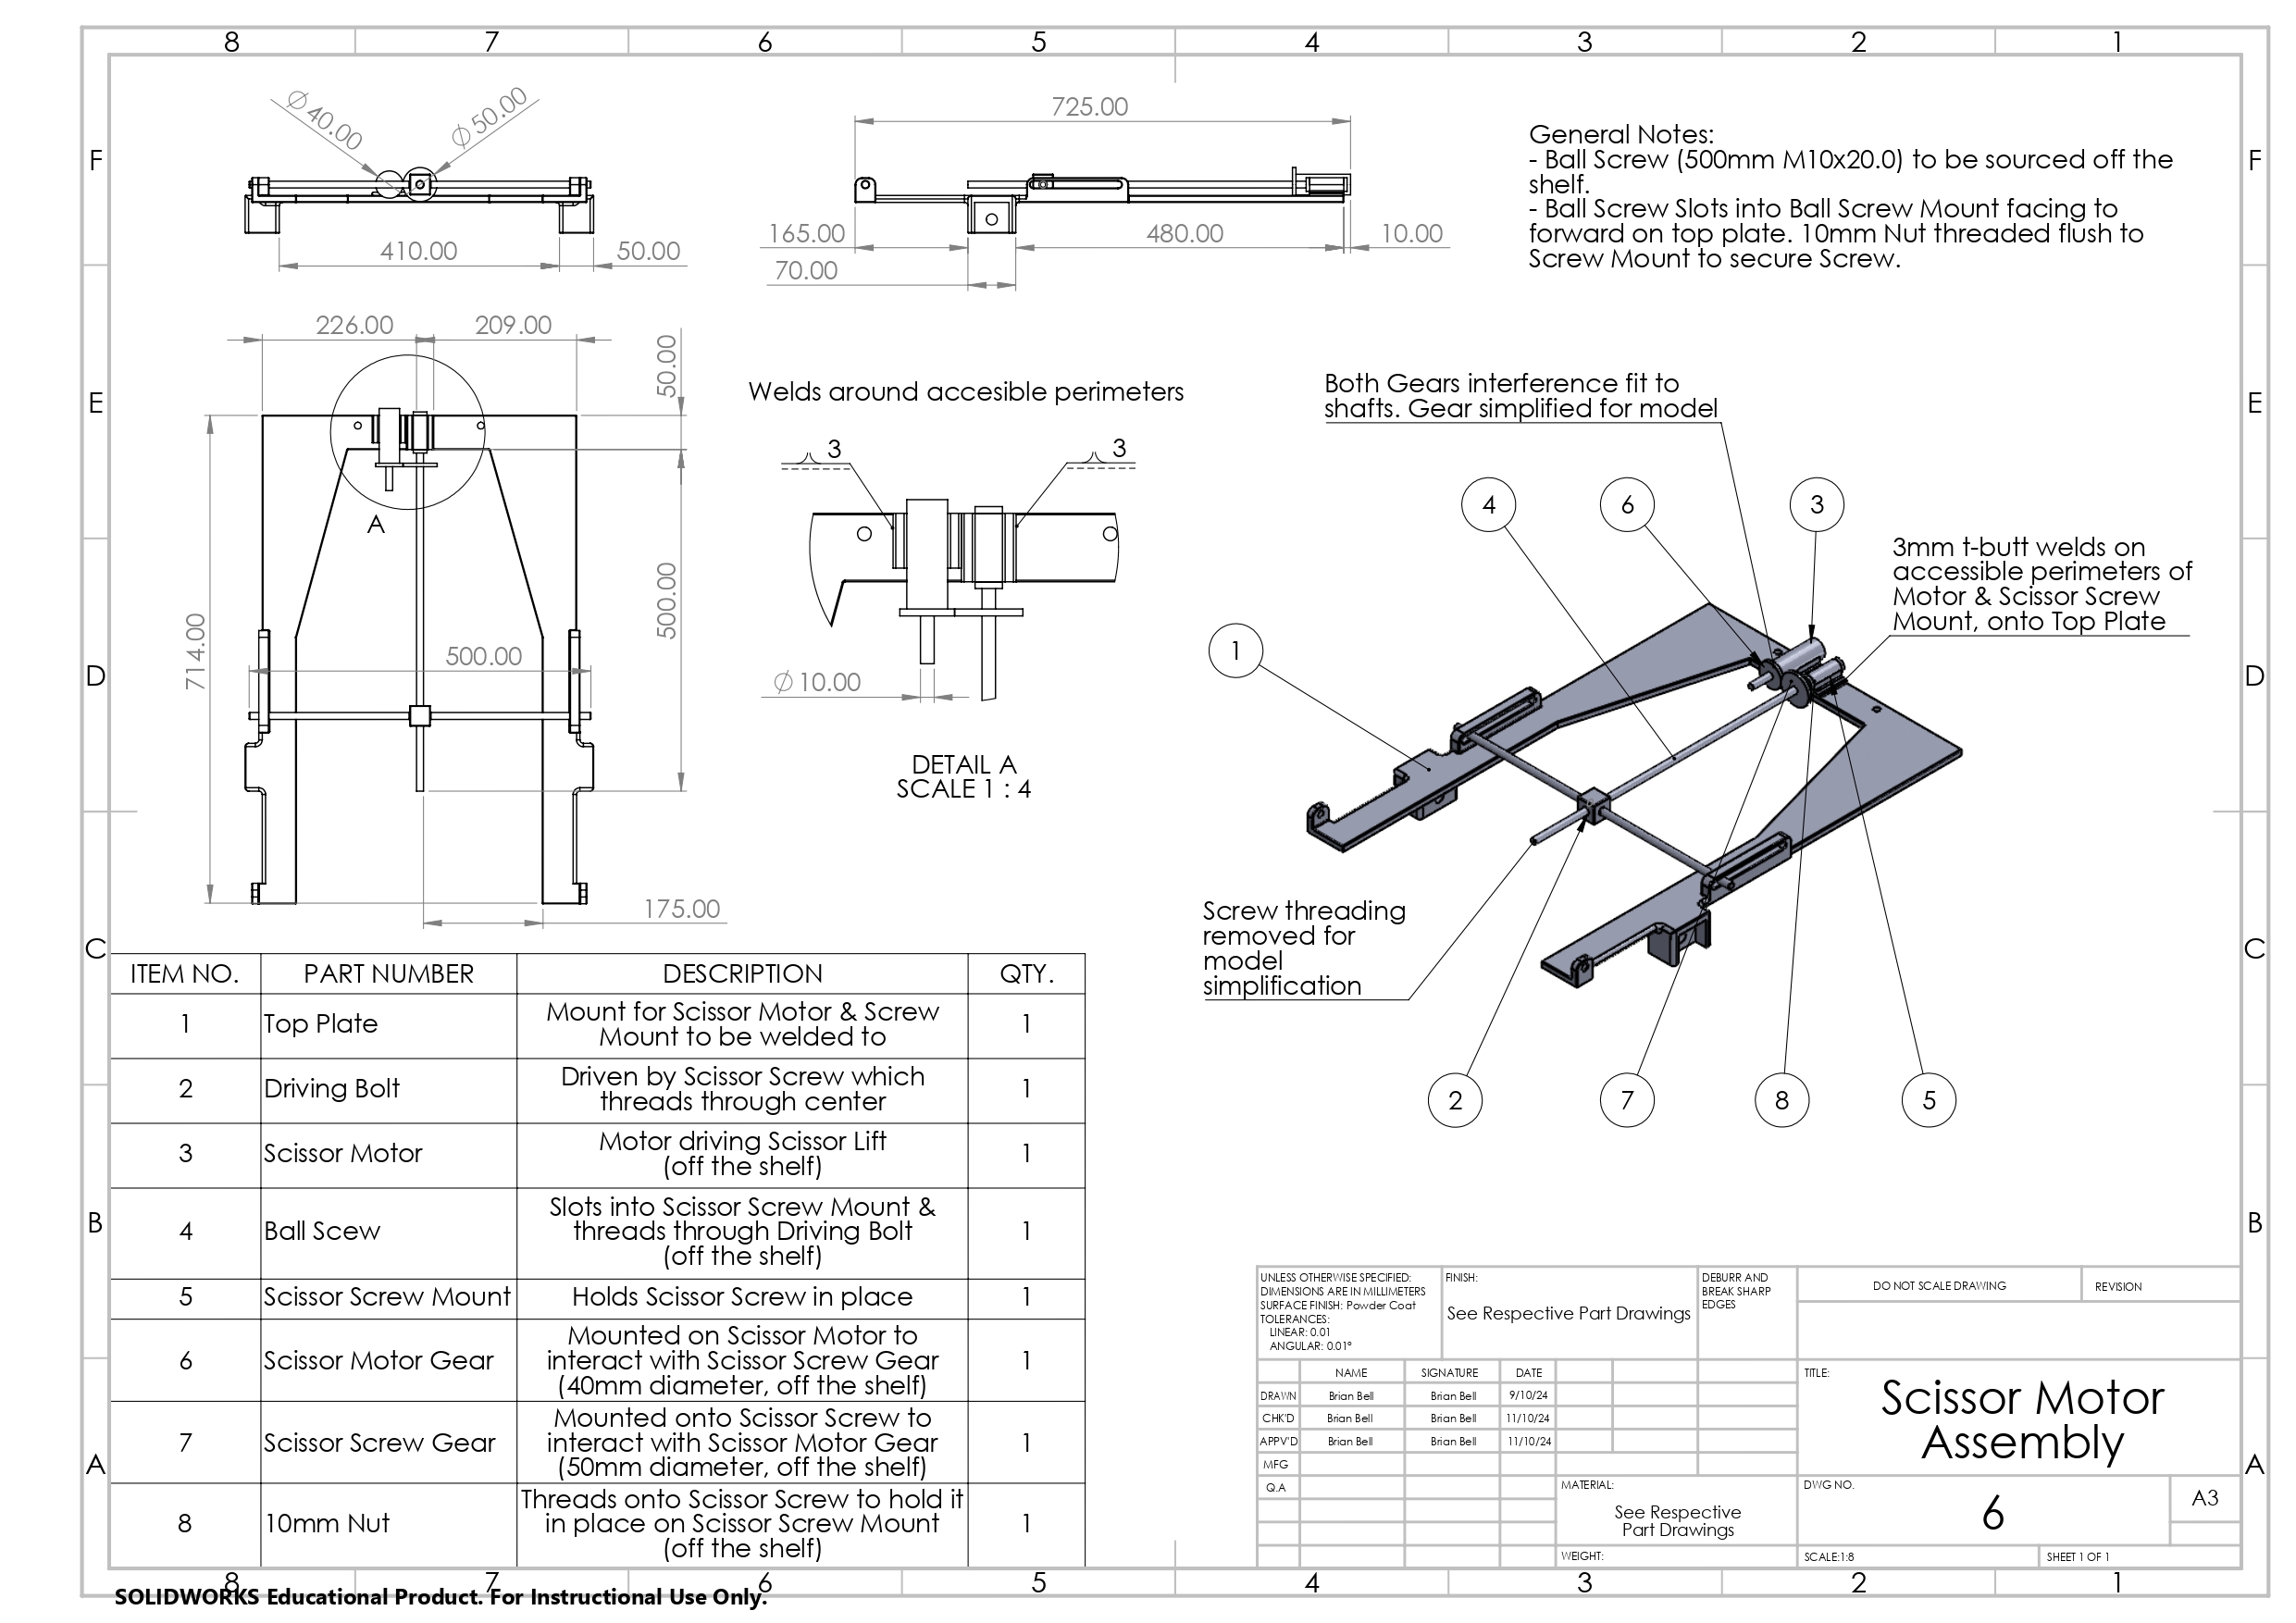 8 7 6 5 4 3 2 1
F
E
D
C
B
A
F
E
D
C
B
A
Ø 40.00
Ø 50.00
410.00
50.00
725.00
165.00
480.00
10.00
70.00
General Notes:
- Ball Screw (500mm M10x20.0) to be sourced off the
shelf.
- Ball Screw Slots into Ball Screw Mount facing to
forward on top plate. 10mm Nut threaded flush to
Screw Mount to secure Screw.
226.00
209.00
50.00
A
714.00
500.00
500.00
175.00
Welds around accesible perimeters
3
3
Ø 10.00
DETAIL A
SCALE 1 : 4
Both Gears interference fit to
shafts. Gear simplified for model
4
6
3
1
3mm t-butt welds on
accessible perimeters of
Motor & Scissor Screw
Mount, onto Top Plate
Screw threading
removed for
model
simplification
2
7
8
5
ITEM NO. PART NUMBER DESCRIPTION QTY.
1 Top Plate Mount for Scissor Motor & Screw
Mount to be welded to 1
2 Driving Bolt Driven by Scissor Screw which
threads through center 1
3 Scissor Motor Motor driving Scissor Lift
(off the shelf) 1
4 Ball Scew Slots into Scissor Screw Mount &
threads through Driving Bolt
(off the shelf) 1
5 Scissor Screw Mount Holds Scissor Screw in place 1
6 Scissor Motor Gear Mounted on Scissor Motor to
interact with Scissor Screw Gear
(40mm diameter, off the shelf) 1
7 Scissor Screw Gear Mounted onto Scissor Screw to
interact with Scissor Motor Gear
(50mm diameter, off the shelf) 1
8 10mm Nut Threads onto Scissor Screw to hold it
in place on Scissor Screw Mount
(off the shelf) 1
UNLESS OTHERWISE SPECIFIED:
DIMENSIONS ARE IN MILLIMETERS
SURFACE FINISH: Powder Coat
TOLERANCES:
LINEAR: 0.01
ANGULAR: 0.01°
FINISH:
See Respective Part Drawings
DEBURR AND
BREAK SHARP
EDGES
DO NOT SCALE DRAWING
REVISION
NAME SIGNATURE DATE
DRAWN Brian Bell Brian Bell 9/10/24
CHK'D Brian Bell Brian Bell 11/10/24
APPV'D Brian Bell Brian Bell 11/10/24
MFG
Q.A
TITLE:
Scissor Motor
Assembly
MATERIAL:
See Respective
Part Drawings
DWG NO.
6
A3
WEIGHT:
SCALE:1:8
SHEET 1 OF 1
8 7 6 5 4 3 2 1
SOLIDWORKS Educational Product. For Instructional Use Only.